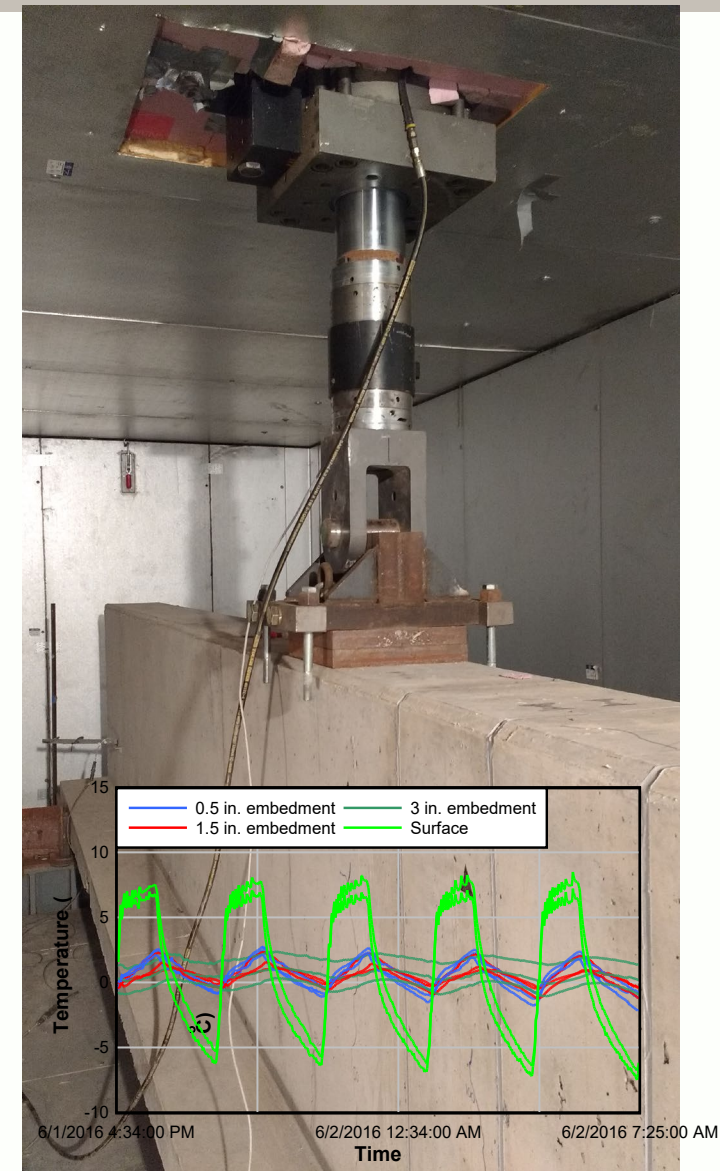 15
0.5 in. embedment
3 in. embedment
1.5 in. embedment
Surface
10
5
0
-5
-10
Temperature (
°C)
6/1/2016 4:34:00 PM
6/2/2016 12:34:00 AM
6/2/2016 7:25:00 AM
Time